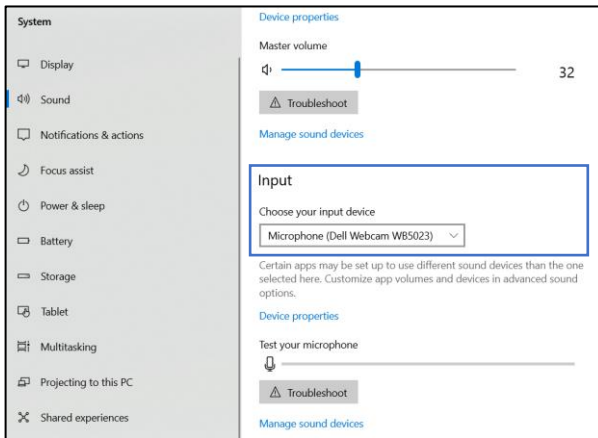 System
Display
Sound
Notifications & actions
Focus assist
Power & sleep
Battery
Storage
Tablet
Multitasking
Projecting to this PC
Shared experiences
Device properties
Master volume
32
Troubleshoot
Manage sound devices
Input
Choose your input device
Microphone (Dell Webcam WB5023)
Certain apps may be set up to use different sound devices than the one
selected here. Customize app volumes and devices in advanced sound
options.
Device properties
Test your microphone
Troubleshoot
Manage sound devices